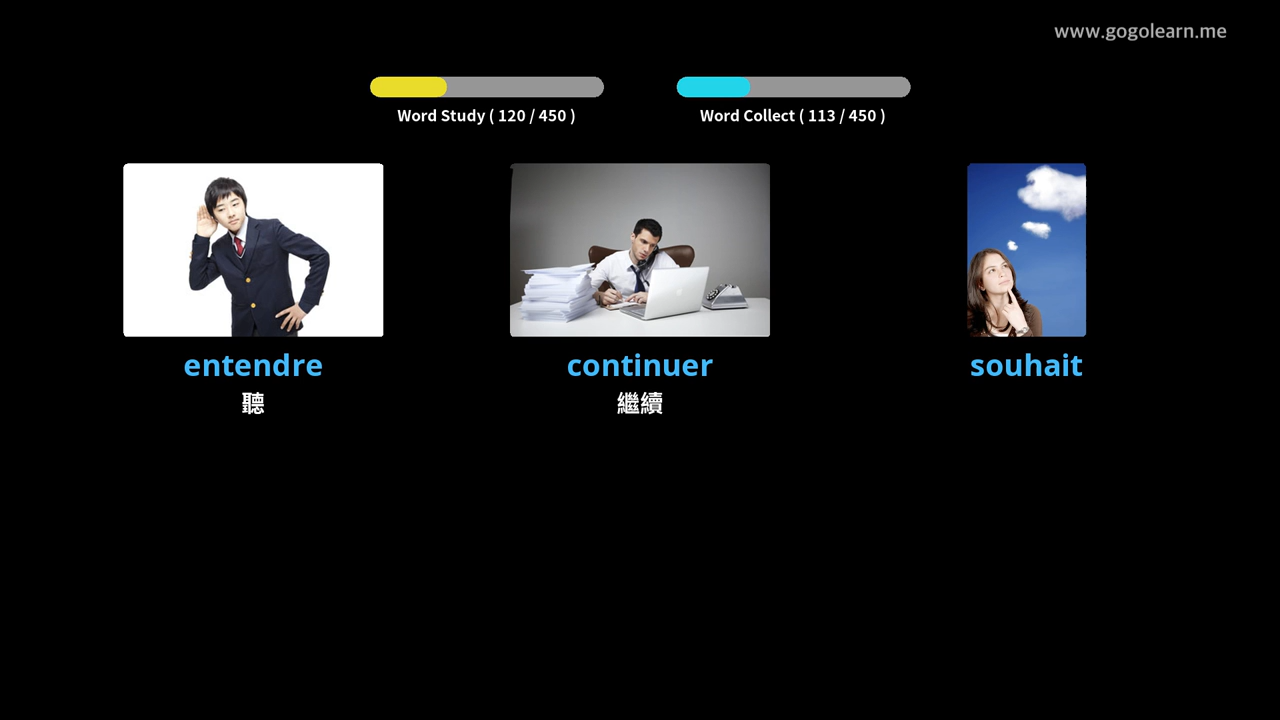 www.gogolearn.me
Word Study ( 120 / 450 )
Word Collect ( 113 / 450 )
entendre
聽
continuer
繼續
souhait